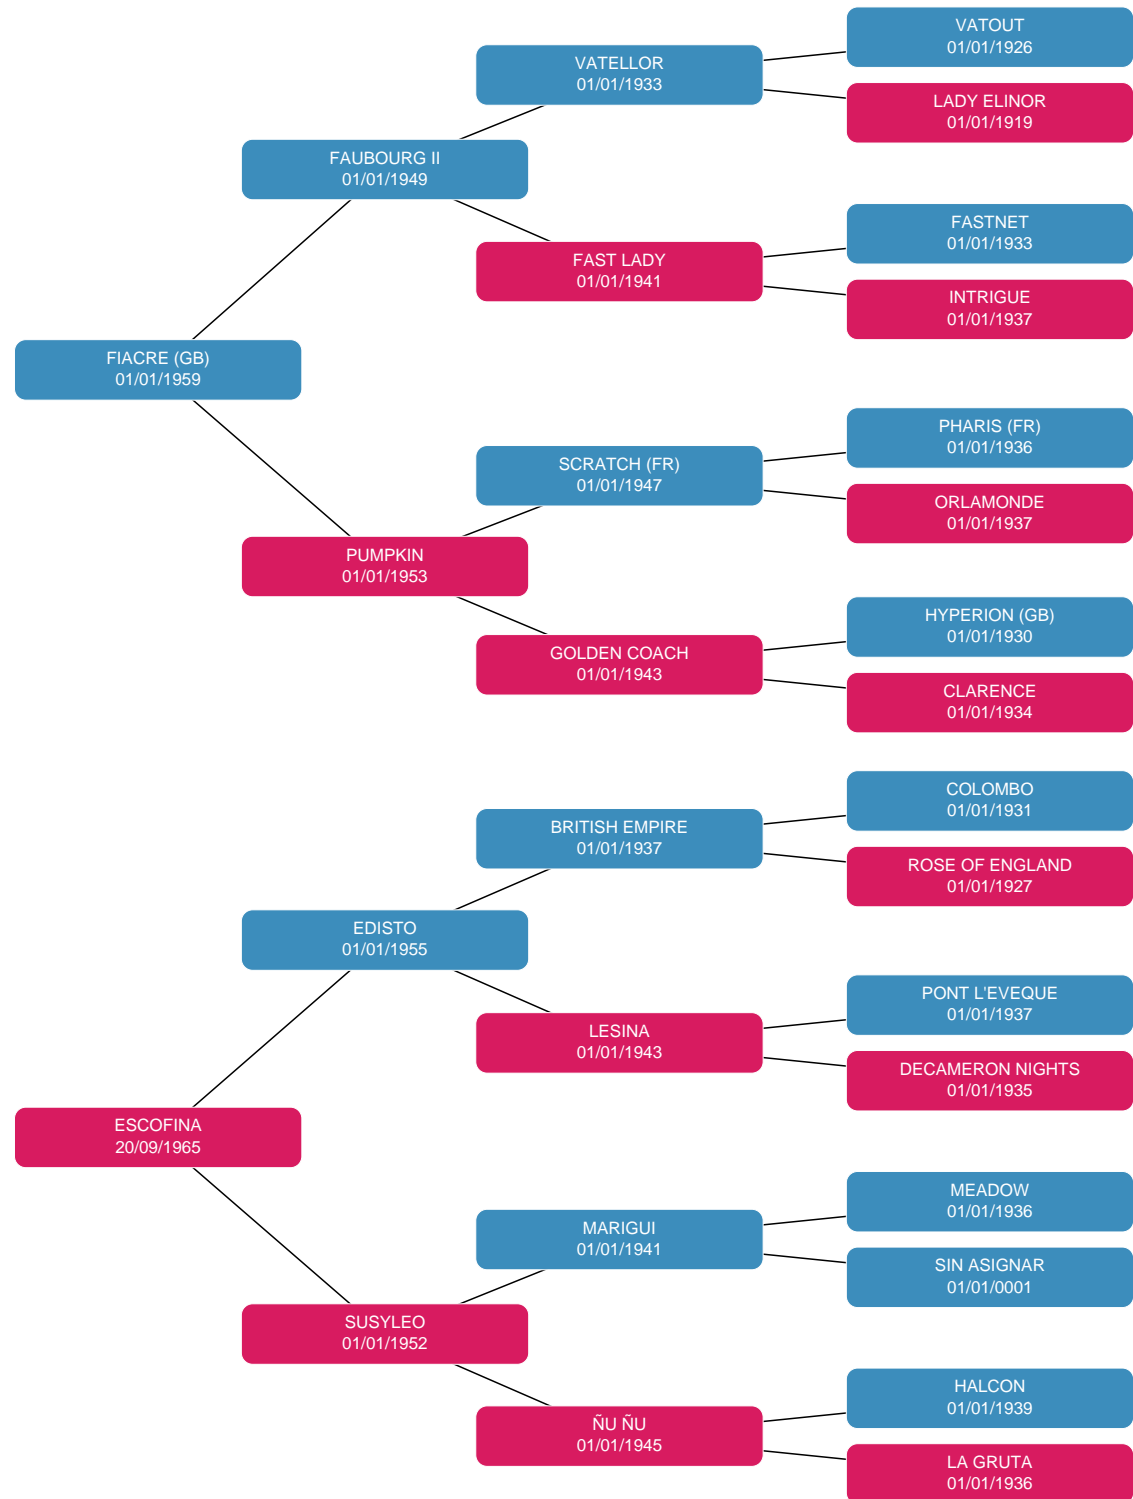 VATOUT
01/01/1926
VATELLOR
01/01/1933
LADY ELINOR
01/01/1919
FAUBOURG II
01/01/1949
FASTNET
01/01/1933
FAST LADY
01/01/1941
INTRIGUE
01/01/1937
FIACRE (GB)
01/01/1959
PHARIS (FR)
01/01/1936
SCRATCH (FR)
01/01/1947
ORLAMONDE
01/01/1937
PUMPKIN
01/01/1953
HYPERION (GB)
01/01/1930
GOLDEN COACH
01/01/1943
CLARENCE
01/01/1934
COLOMBO
01/01/1931
BRITISH EMPIRE
01/01/1937
ROSE OF ENGLAND
01/01/1927
EDISTO
01/01/1955
PONT L'EVEQUE
01/01/1937
LESINA
01/01/1943
DECAMERON NIGHTS
01/01/1935
ESCOFINA
20/09/1965
MEADOW
01/01/1936
MARIGUI
01/01/1941
SIN ASIGNAR
01/01/0001
SUSYLEO
01/01/1952
HALCON
01/01/1939
ÑU ÑU
01/01/1945
LA GRUTA
01/01/1936